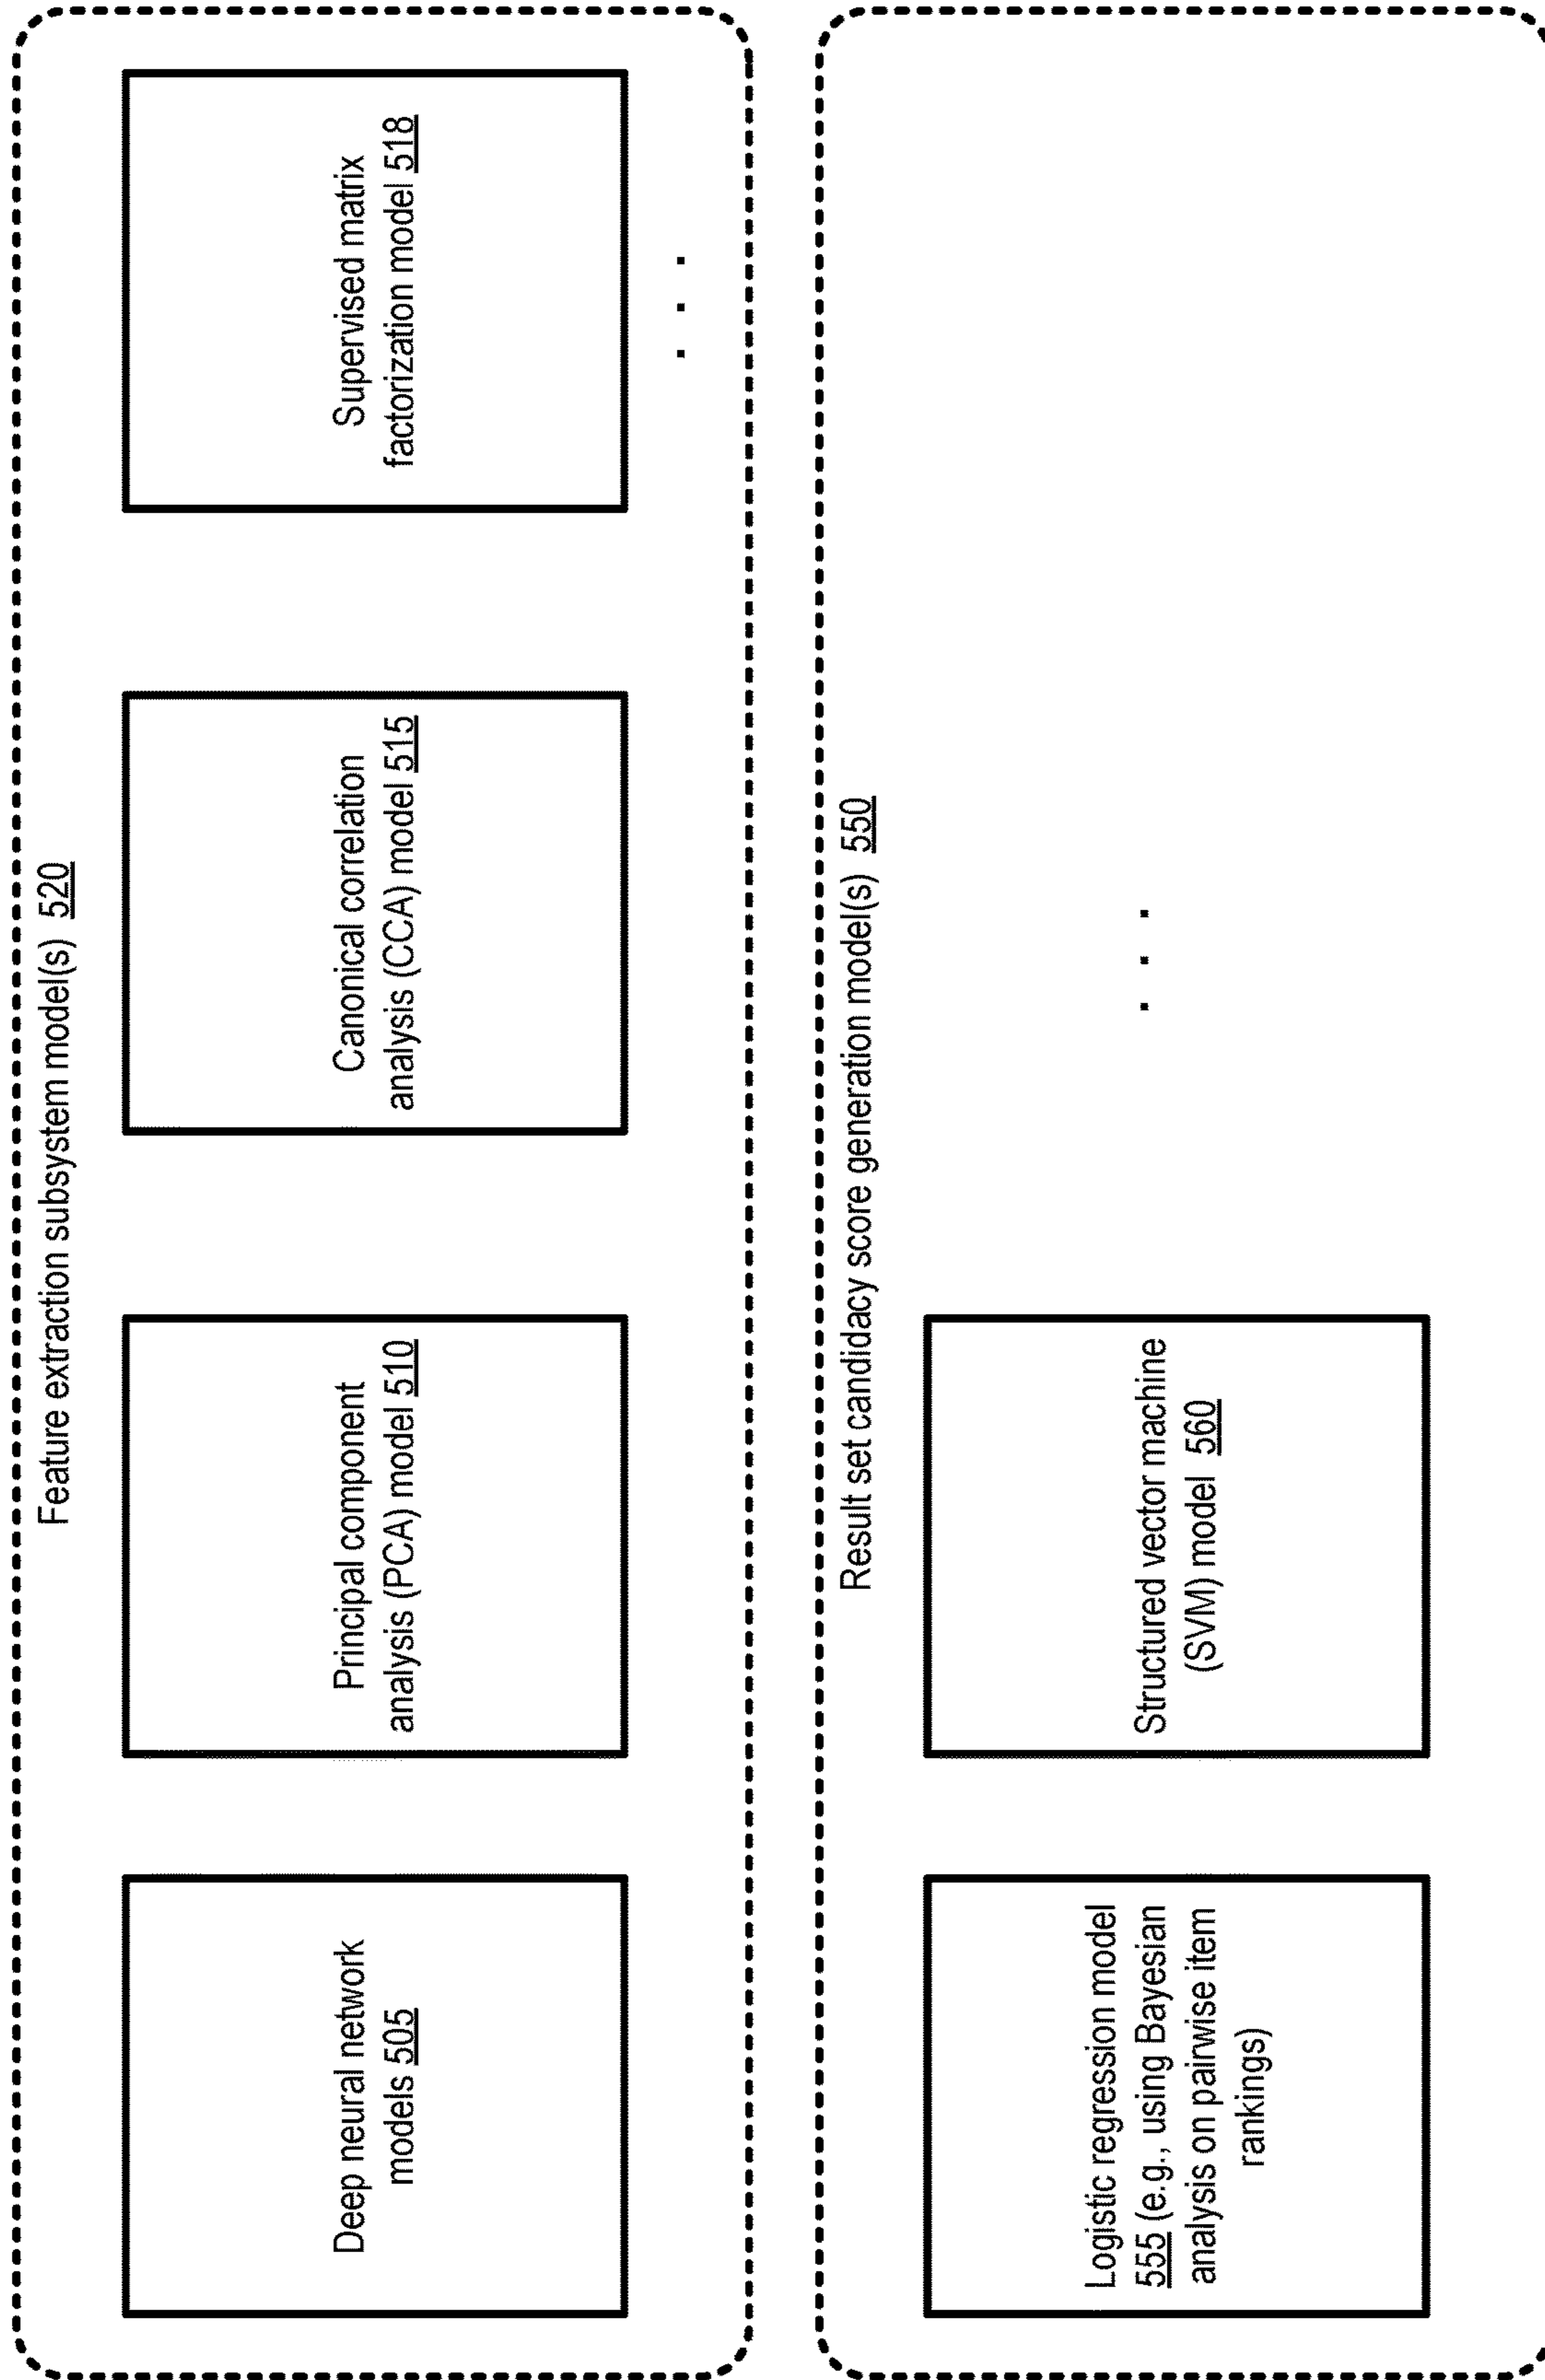 Feature extraction subsystem model(s) 520
Deep neural network
models 505
Principal component
analysis (PCA) model 510
Canonical correlation
analysis (CCA) model 515
Supervised matrix
factorization model 518
. . .
Result set candidacy score generation model(s) 550
Logistic regression model
555 (e.g., using Bayesian
analysis on pairwise item
rankings)
Structured vector machine
(SVM) model 560
. . .